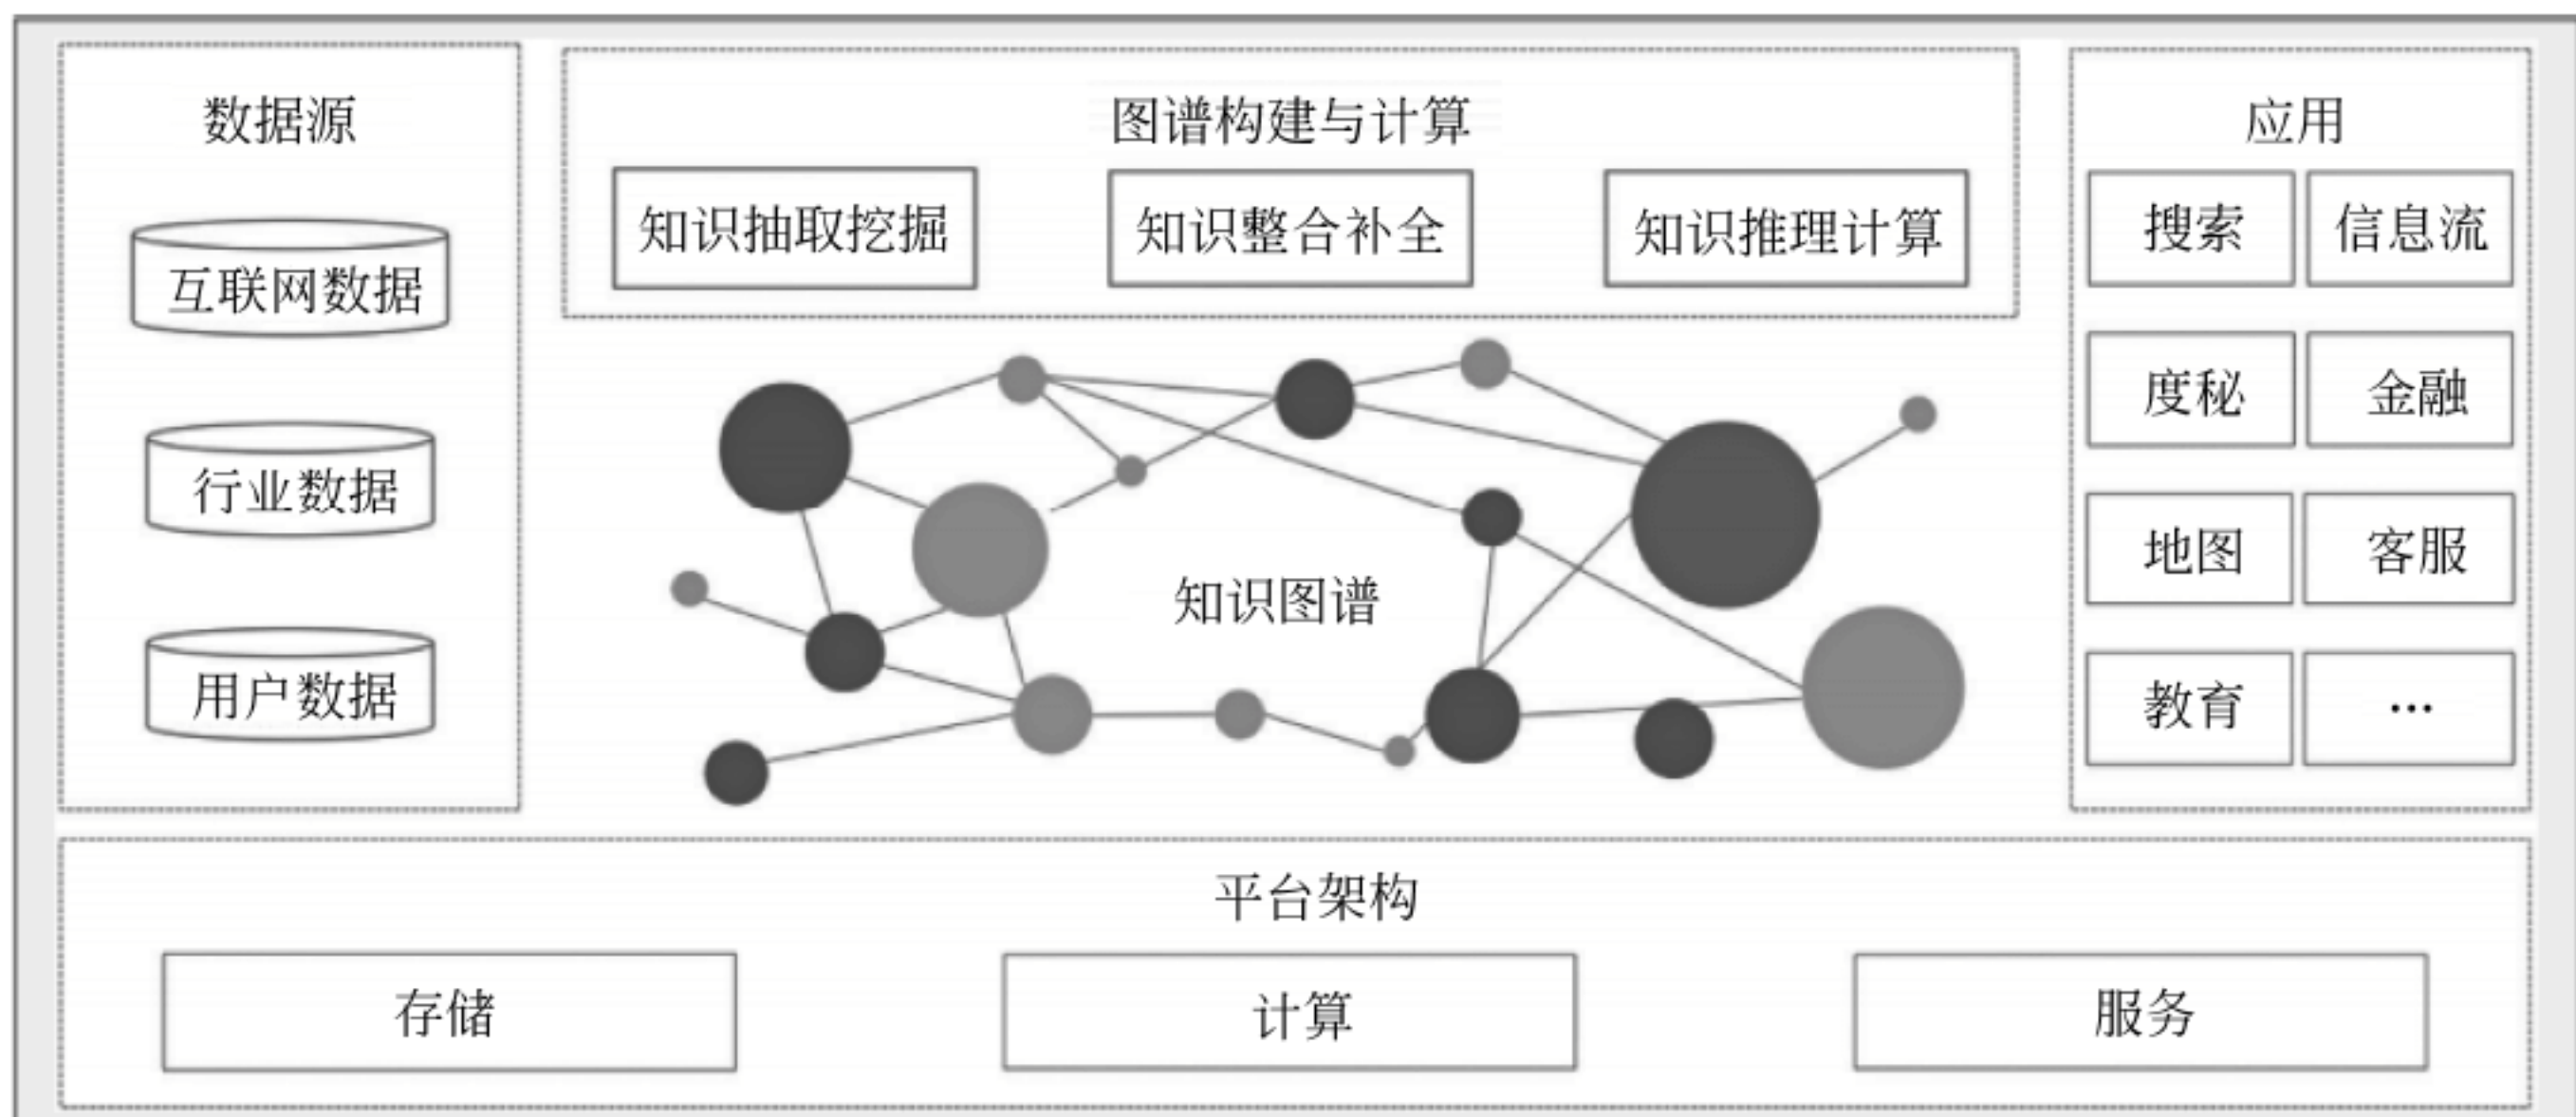 数据源
互联网数据
行业数据
用户数据
图谱构建与计算
知识抽取挖掘
知识整合补全
知识推理计算
知识图谱
应用
搜索
信息流
度秘
金融
地图
客服
教育
...
平台架构
存储
计算
服务